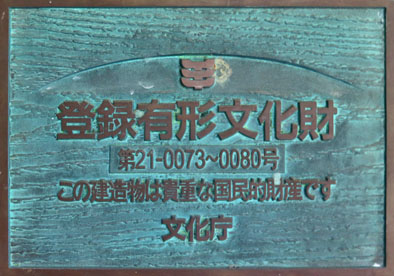 登録有形文化財
第21-0073~0080号
この建造物は貴重な国民的財産です
文化庁